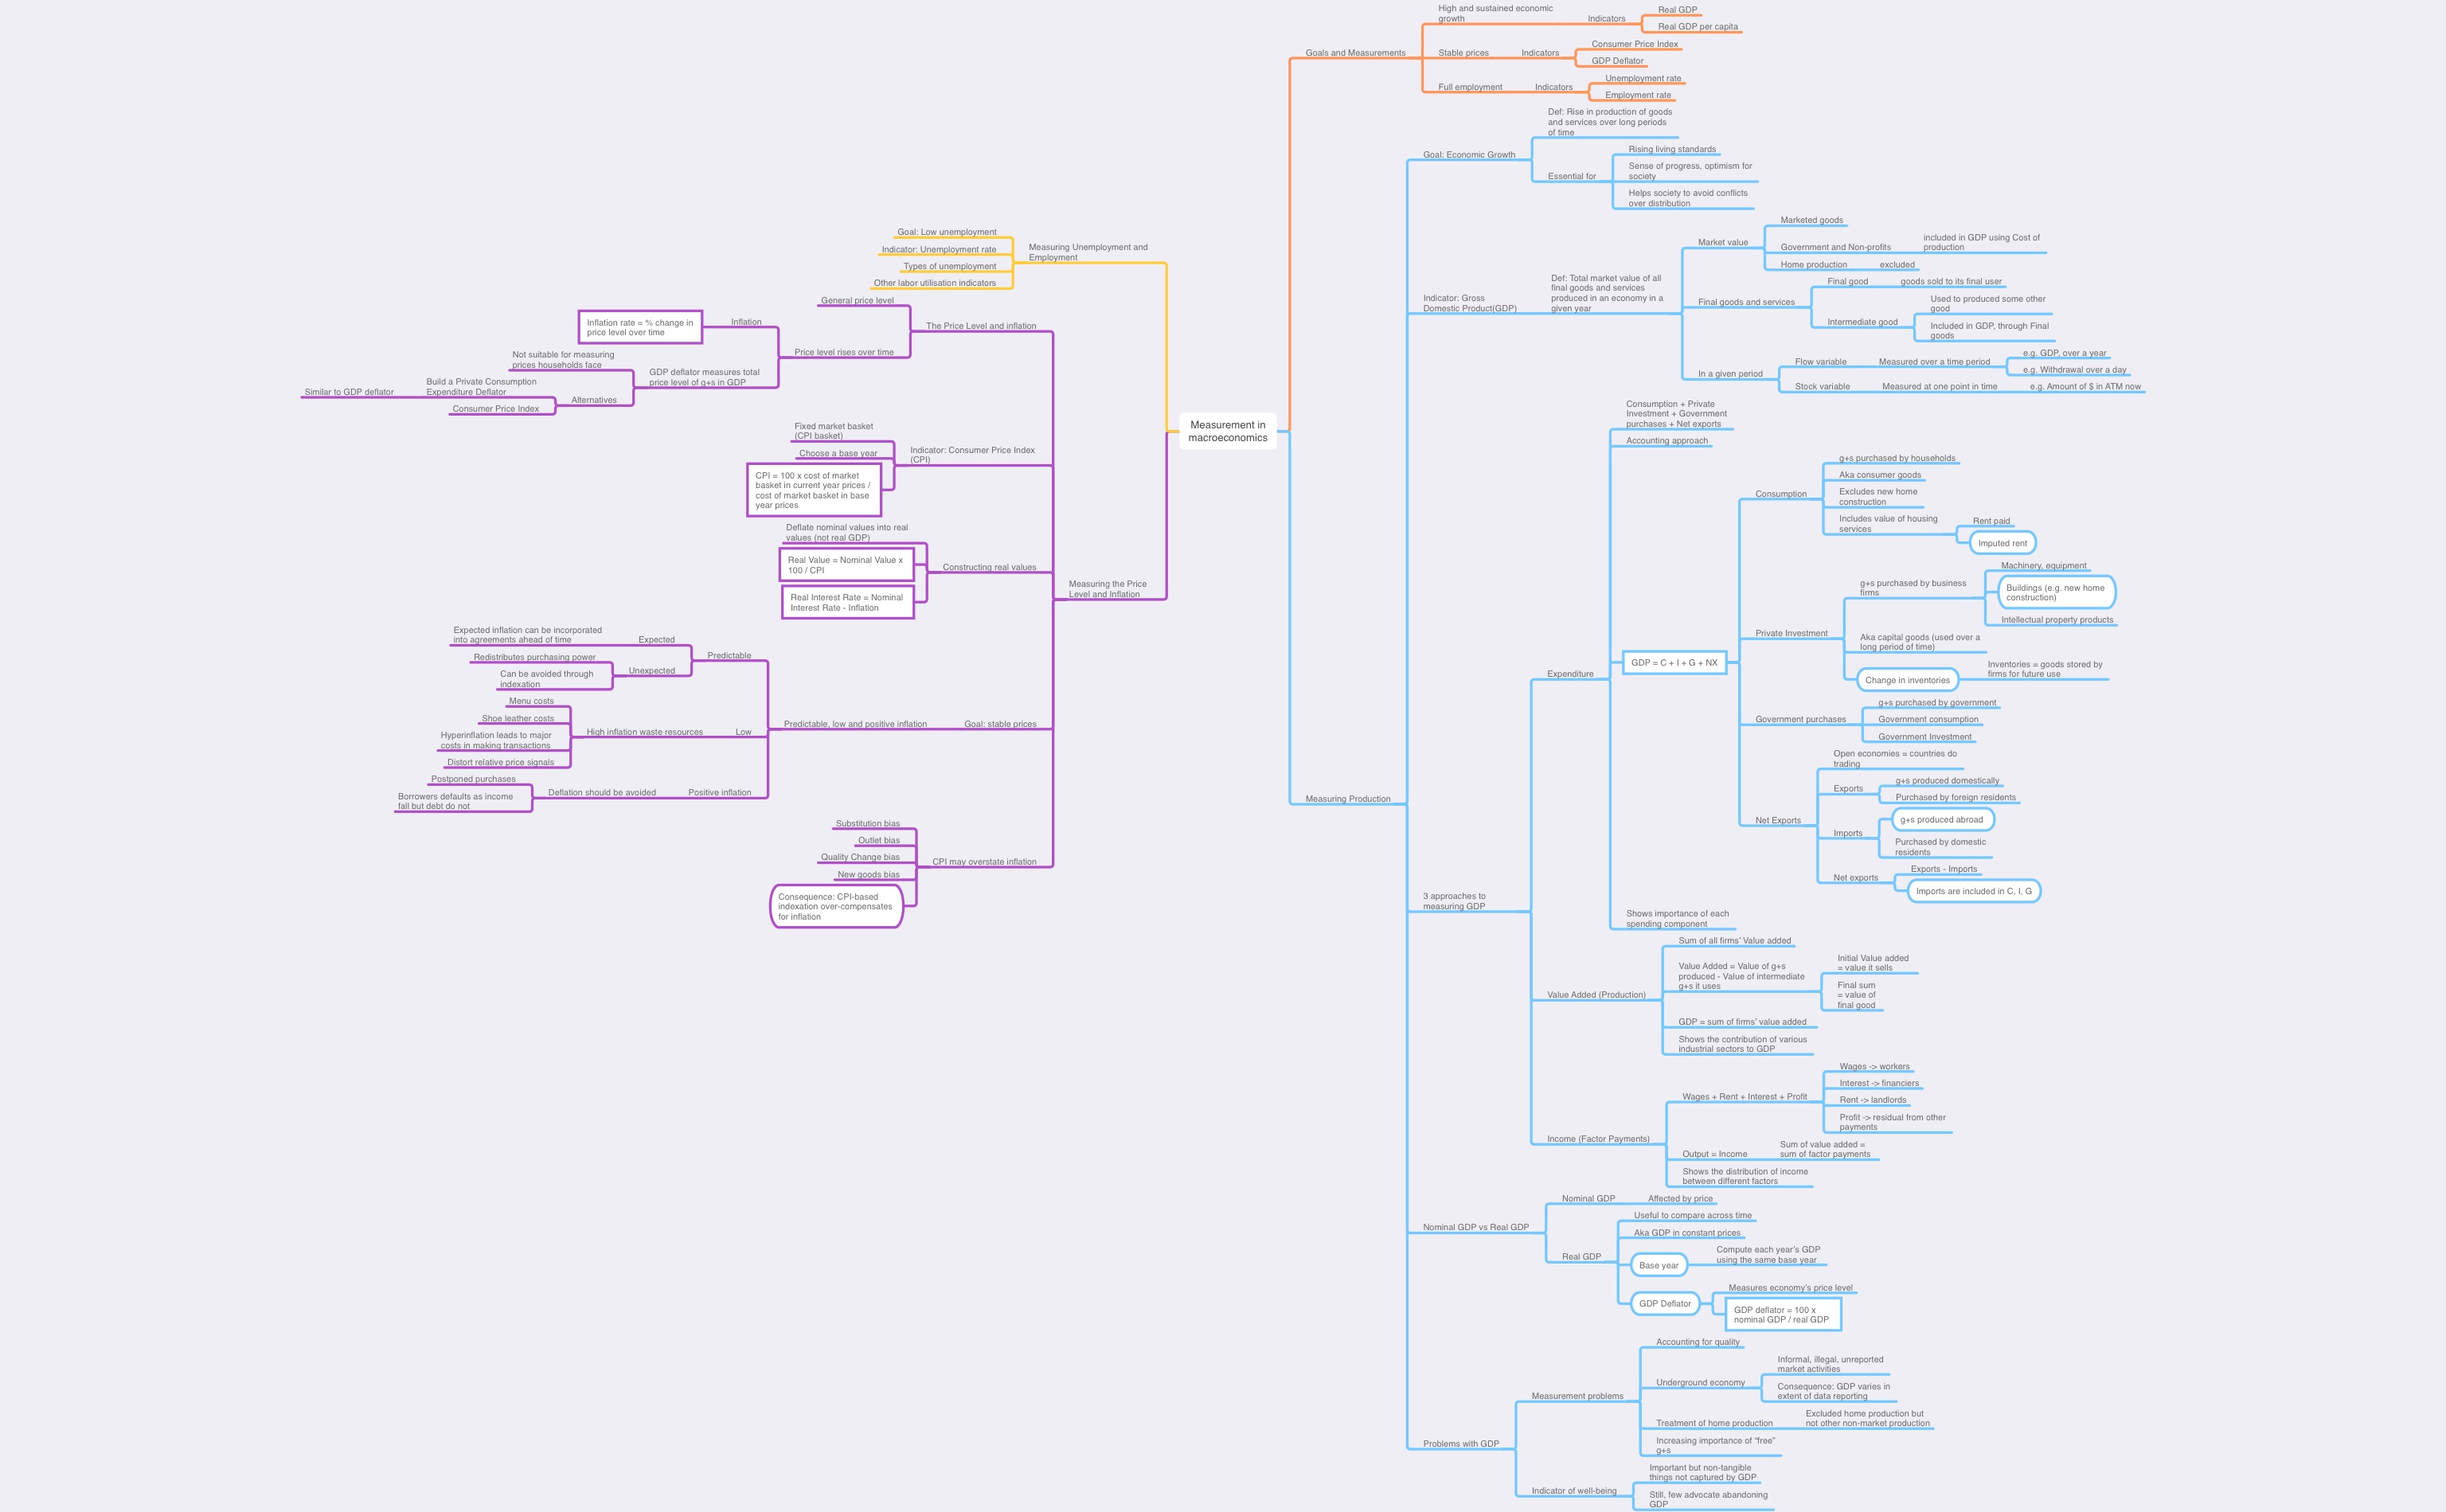 Measurement in
macroeconomics
Goals and Measurements
High and sustained economic
growth
Indicators
Real GDP
Real GDP per capita
Stable prices
Indicators
Consumer Price Index
GDP Deflator
Full employment
Indicators
Unemployment rate
Employment rate
Measuring Production
Goal: Economic Growth
Def: Rise in production of goods
and services over long periods
of time
Essential for
Rising living standards
Sense of progress, optimism for
society
Helps society to avoid conflicts
over distribution
Indicator: Gross
Domestic Product(GDP)
Def: Total market value of all
final goods and services
produced in an economy in a
given year
Market value
Marketed goods
Government and Non-profits
included in GDP using Cost of
production
Home production
excluded
Final goods and services
Final good
goods sold to its final user
Intermediate good
Used to produced some other
good
Included in GDP, through Final
goods
In a given period
Flow variable
Measured over a time period
e.g. GDP, over a year
e.g. Withdrawal over a day
Stock variable
Measured at one point in time
e.g. Amount of $ in ATM now
3 approaches to
measuring GDP
Expenditure
Consumption + Private
Investment + Government
purchases + Net exports
Accounting approach
GDP = C + I + G + NX
Consumption
g+s purchased by households
Aka consumer goods
Excludes new home
construction
Includes value of housing
services
Rent paid
Imputed rent
Private Investment
g+s purchased by business
firms
Machinery, equipment
Buildings (e.g. new home
construction)
Intellectual property products
Aka capital goods (used over a
long period of time)
Change in inventories
Inventories = goods stored by
firms for future use
Government purchases
g+s purchased by government
Government consumption
Government Investment
Net Exports
Open economies = countries do
trading
Exports
g+s produced domestically
Purchased by foreign residents
Imports
g+s produced abroad
Purchased by domestic
residents
Net exports
Exports - Imports
Imports are included in C, I, G
Shows importance of each
spending component
Value Added (Production)
Sum of all firms' Value added
Value Added = Value of g+s
produced - Value of intermediate
g+s it uses
Initial Value added
= value it sells
Final sum
= value of
final good
GDP = sum of firms' value added
Shows the contribution of various
industrial sectors to GDP
Income (Factor Payments)
Wages + Rent + Interest + Profit
Wages -> workers
Interest -> financiers
Rent -> landlords
Profit -> residual from other
payments
Output = Income
Sum of value added =
sum of factor payments
Shows the distribution of income
between different factors
Nominal GDP vs Real GDP
Nominal GDP
Affected by price
Real GDP
Useful to compare across time
Aka GDP in constant prices
Base year
Compute each year's GDP
using the same base year
GDP Deflator
Measures economy's price level
GDP deflator = 100 x
nominal GDP / real GDP
Problems with GDP
Measurement problems
Accounting for quality
Underground economy
Informal, illegal, unreported
market activities
Consequence: GDP varies in
extent of data reporting
Treatment of home production
Excluded home production but
not other non-market production
Increasing importance of "free"
g+s
Indicator of well-being
Important but non-tangible
things not captured by GDP
Still, few advocate abandoning
GDP
Measuring Unemployment and
Employment
Goal: Low unemployment
Indicator: Unemployment rate
Types of unemployment
Other labor utilisation indicators
Measuring the Price
Level and Inflation
The Price Level and inflation
General price level
Price level rises over time
Inflation
Inflation rate = % change in
price level over time
GDP deflator measures total
price level of g+s in GDP
Not suitable for measuring
prices households face
Alternatives
Build a Private Consumption
Expenditure Deflator
Similar to GDP deflator
Consumer Price Index
Indicator: Consumer Price Index
(CPI)
Fixed market basket
(CPI basket)
Choose a base year
CPI = 100 x cost of market
basket in current year prices /
cost of market basket in base
year prices
Constructing real values
Deflate nominal values into real
values (not real GDP)
Real Value = Nominal Value x
100 / CPI
Real Interest Rate = Nominal
Interest Rate - Inflation
Goal: stable prices
Predictable, low and positive inflation
Predictable
Expected
Expected inflation can be incorporated
into agreements ahead of time
Unexpected
Redistributes purchasing power
Can be avoided through
indexation
Low
High inflation waste resources
Menu costs
Shoe leather costs
Hyperinflation leads to major
costs in making transactions
Distort relative price signals
Positive inflation
Deflation should be avoided
Postponed purchases
Borrowers defaults as income
fall but debt do not
CPI may overstate inflation
Substitution bias
Outlet bias
Quality Change bias
New goods bias
Consequence: CPI-based
indexation over-compensates
for inflation